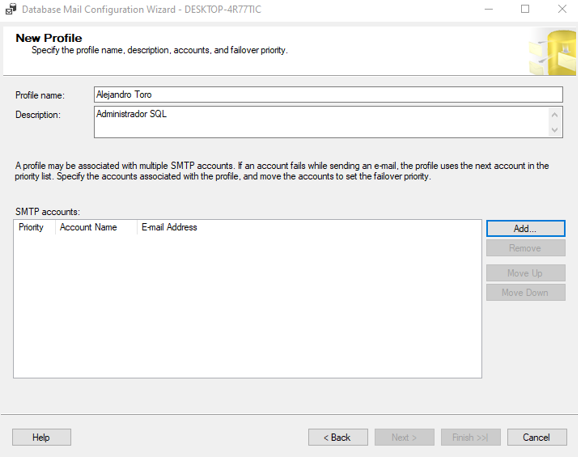 Database Mail Configuration Wizard - DESKTOP-4R77TIC
New Profile
Specify the profile name, description, accounts, and failover priority.
Profile name:
Alejandro Toro
Description:
Administrador SQL
A profile may be associated with multiple SMTP accounts. If an account fails while sending an e-mail, the profile uses the next account in the
priority list. Specify the accounts associated with the profile, and move the accounts to set the failover priority.
SMTP accounts:
Priority Account Name E-mail Address
Add...
Remove
Move Up
Move Down
Help
< Back
Next >
Finish >>|
Cancel